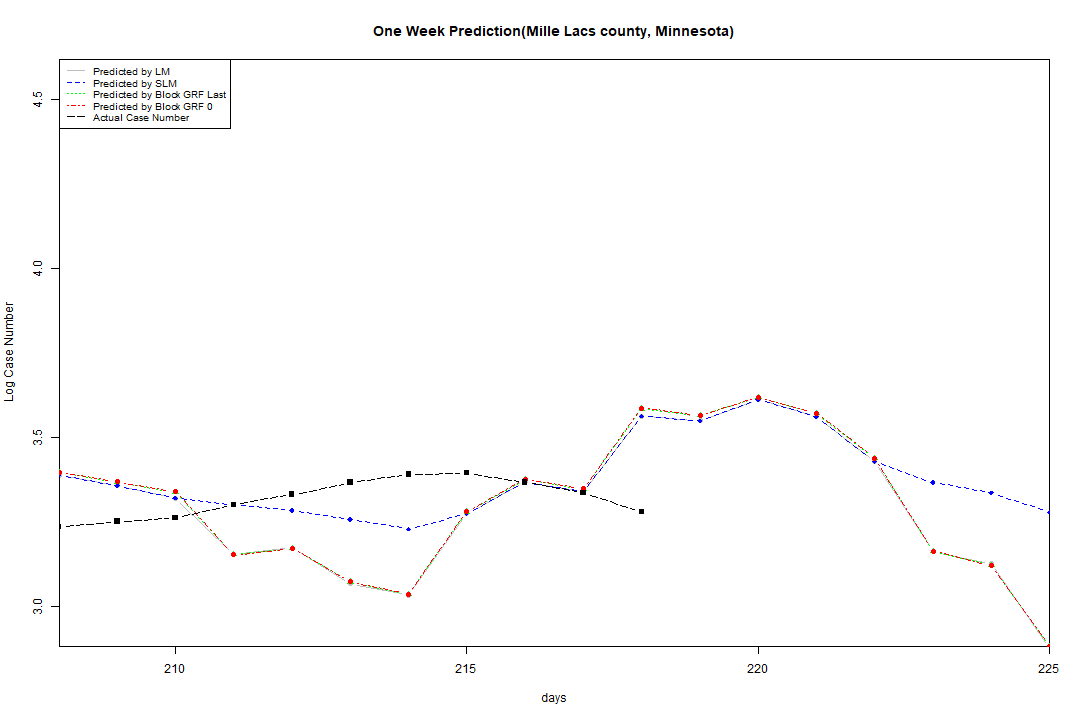 One Week Prediction(Mille Lacs county, Minnesota)
Predicted by LM
Predicted by SLM
Predicted by Block GRF Last
Predicted by Block GRF 0
Actual Case Number
4.5
4.0
3.5
3.0
Log Case Number
210
215
220
225
days